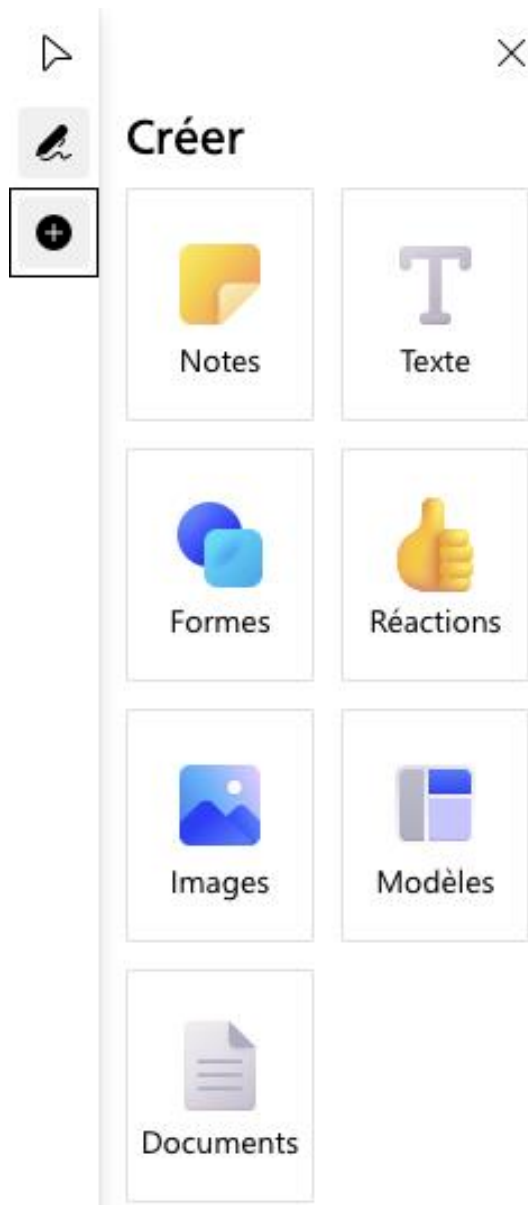 Créer
Notes
Texte
Formes
Réactions
Images
Modèles
Documents